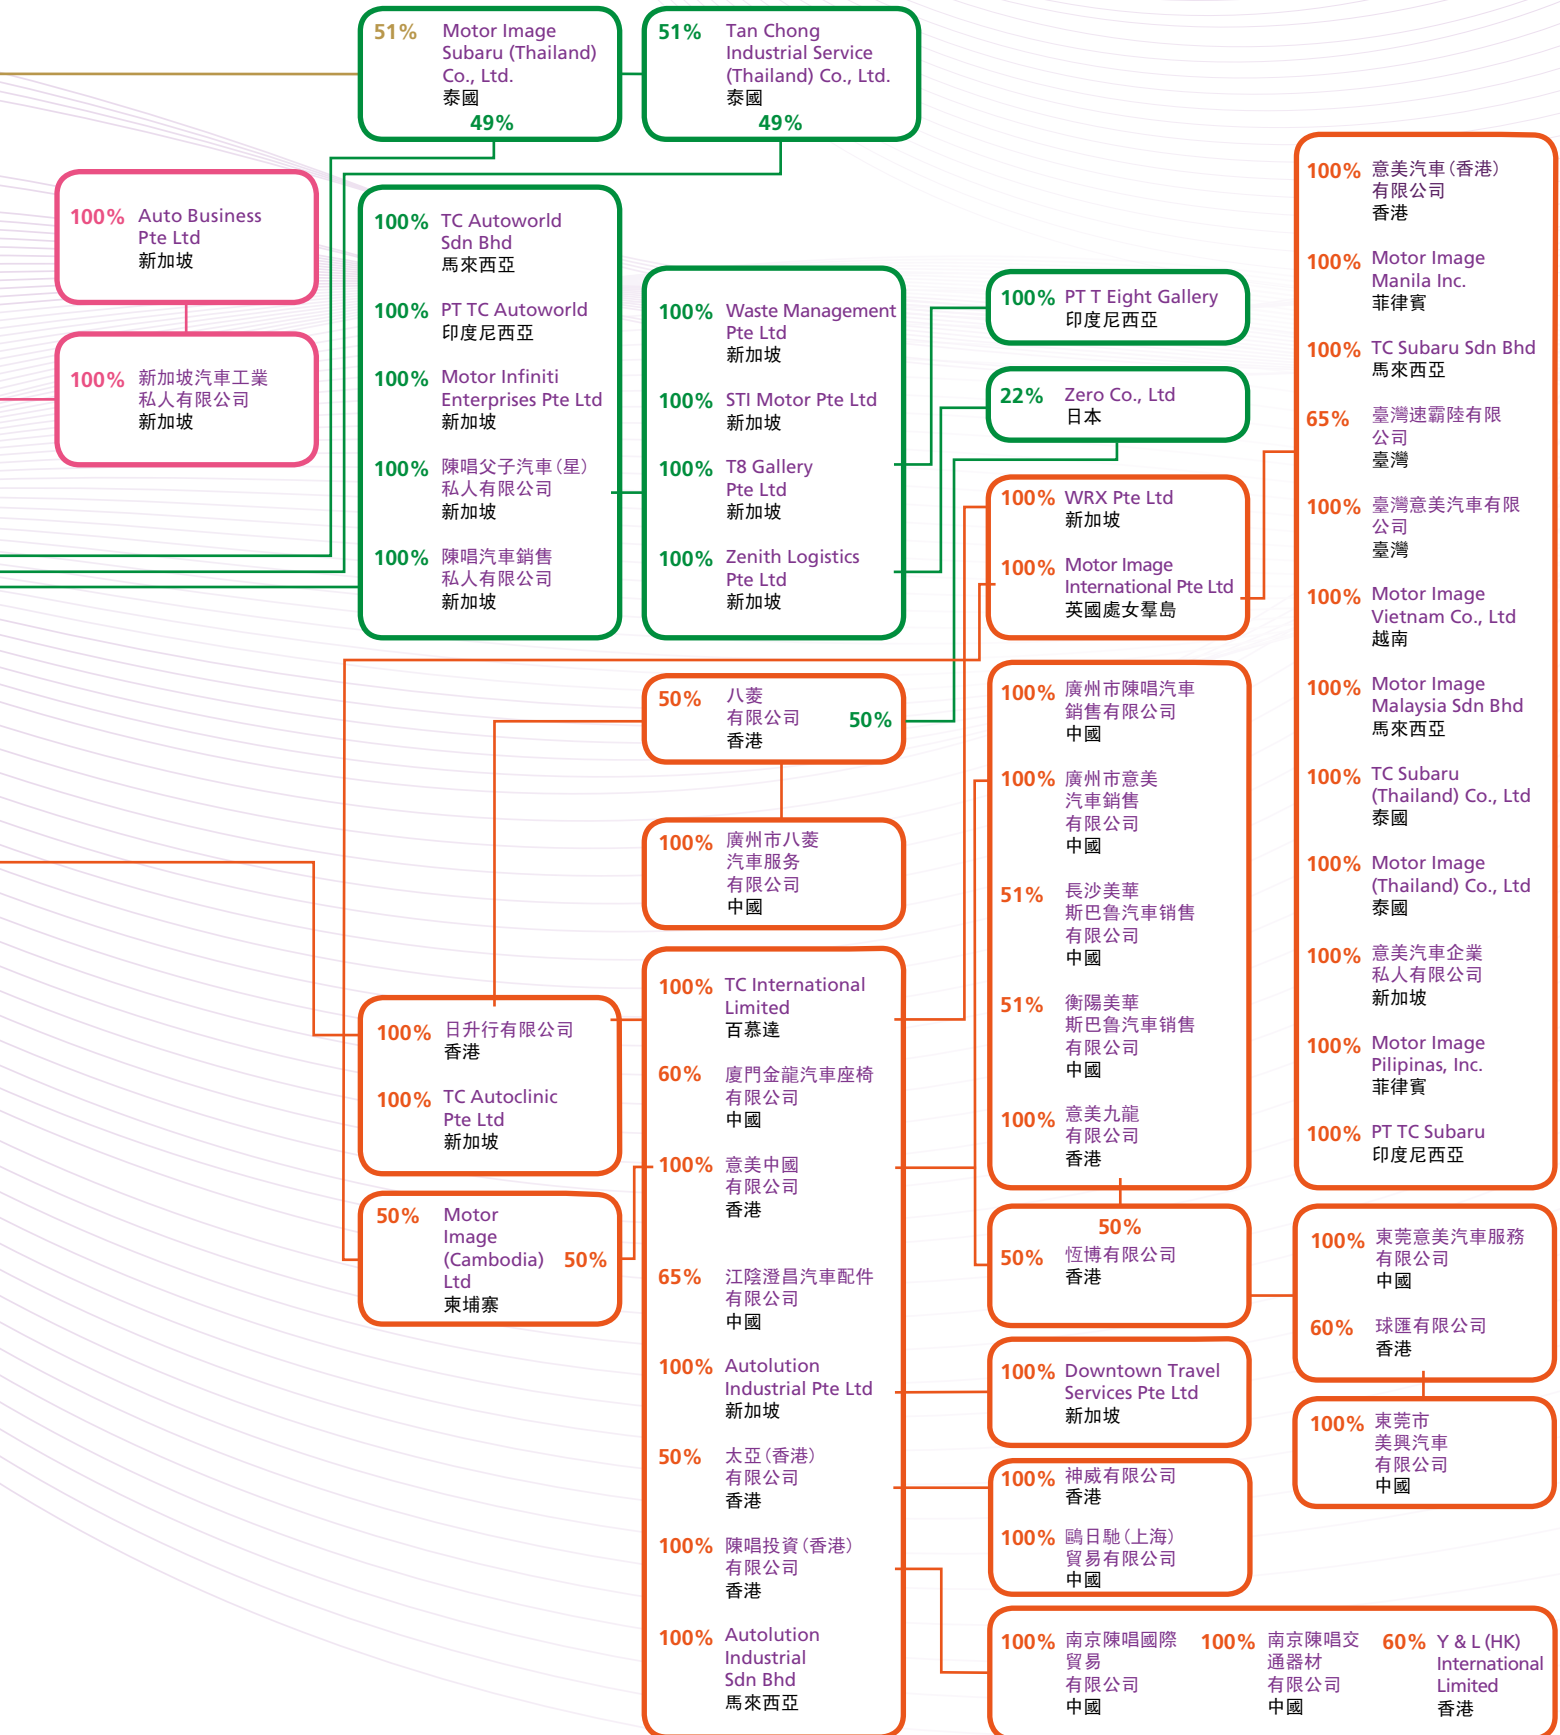 51%
Motor Image
Subaru (Thailand)
Co., Ltd.
泰國
49%
51%
Tan Chong
Industrial Service
(Thailand) Co., Ltd.
泰國
49%
100%
Auto Business
Pte Ltd
新加坡
100%
新加坡汽車工業
私人有限公司
新加坡
100%
TC Autoworld
Sdn Bhd
馬來西亞
100%
PT TC Autoworld
印度尼西亞
100%
Motor Infiniti
Enterprises Pte Ltd
新加坡
100%
陳唱父子汽車(星)
私人有限公司
新加坡
100%
陳唱汽車銷售
私人有限公司
新加坡
100%
Waste Management
Pte Ltd
新加坡
100%
STI Motor Pte Ltd
新加坡
100%
T8 Gallery
Pte Ltd
新加坡
100%
Zenith Logistics
Pte Ltd
新加坡
100%
PT T Eight Gallery
印度尼西亞
22%
Zero Co., Ltd
日本
100%
WRX Pte Ltd
新加坡
100%
Motor Image
International Pte Ltd
英國處女羣島
100%
意美汽車(香港)
有限公司
香港
100%
Motor Image
Manila Inc.
菲律賓
100%
TC Subaru Sdn Bhd
馬來西亞
65%
臺灣速霸陸有限
公司
臺灣
100%
臺灣意美汽車有限
公司
臺灣
100%
Motor Image
Vietnam Co., Ltd
越南
100%
Motor Image
Malaysia Sdn Bhd
馬來西亞
100%
TC Subaru
(Thailand) Co., Ltd
泰國
100%
Motor Image
(Thailand) Co., Ltd
泰國
100%
意美汽車企業
私人有限公司
新加坡
100%
Motor Image
Pilipinas, Inc.
菲律賓
100%
PT TC Subaru
印度尼西亞
50%
八菱
有限公司
香港
50%
100%
廣州市八菱
汽車服务
有限公司
中國
100%
廣州市陳唱汽車
銷售有限公司
中國
100%
廣州市意美
汽車銷售
有限公司
中國
51%
長沙美華
斯巴鲁汽車销售
有限公司
中國
51%
衡陽美華
斯巴鲁汽車销售
有限公司
中國
100%
意美九龍
有限公司
香港
100%
日升行有限公司
香港
100%
TC Autoclinic
Pte Ltd
新加坡
50%
Motor
Image
(Cambodia)
Ltd
柬埔寨
50%
100%
TC International
Limited
百慕達
60%
廈門金龍汽車座椅
有限公司
中國
100%
意美中國
有限公司
香港
65%
江陰澄昌汽車配件
有限公司
中國
100%
Autolution
Industrial Pte Ltd
新加坡
50%
太亞(香港)
有限公司
香港
100%
陳唱投資(香港)
有限公司
香港
100%
Autolution
Industrial
Sdn Bhd
馬來西亞
50%
50%
恆博有限公司
香港
100%
東莞意美汽車服務
有限公司
中國
60%
球匯有限公司
香港
100%
東莞市
美興汽車
有限公司
中國
100%
Downtown Travel
Services Pte Ltd
新加坡
100%
神威有限公司
香港
100%
鷗日馳(上海)
貿易有限公司
中國
100%
南京陳唱國際
貿易
有限公司
中國
100%
南京陳唱交
通器材
有限公司
中國
60%
Y & L (HK)
International
Limited
香港